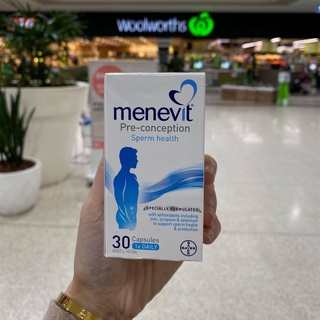 woolworths
menevit
Pre-conception
Sperm health
SPECIALLY FORMULATED
with antioxidants including
zinc, lycopene & selenium
to support sperm health
& production
30 Capsules
1x DAILY
BAYER